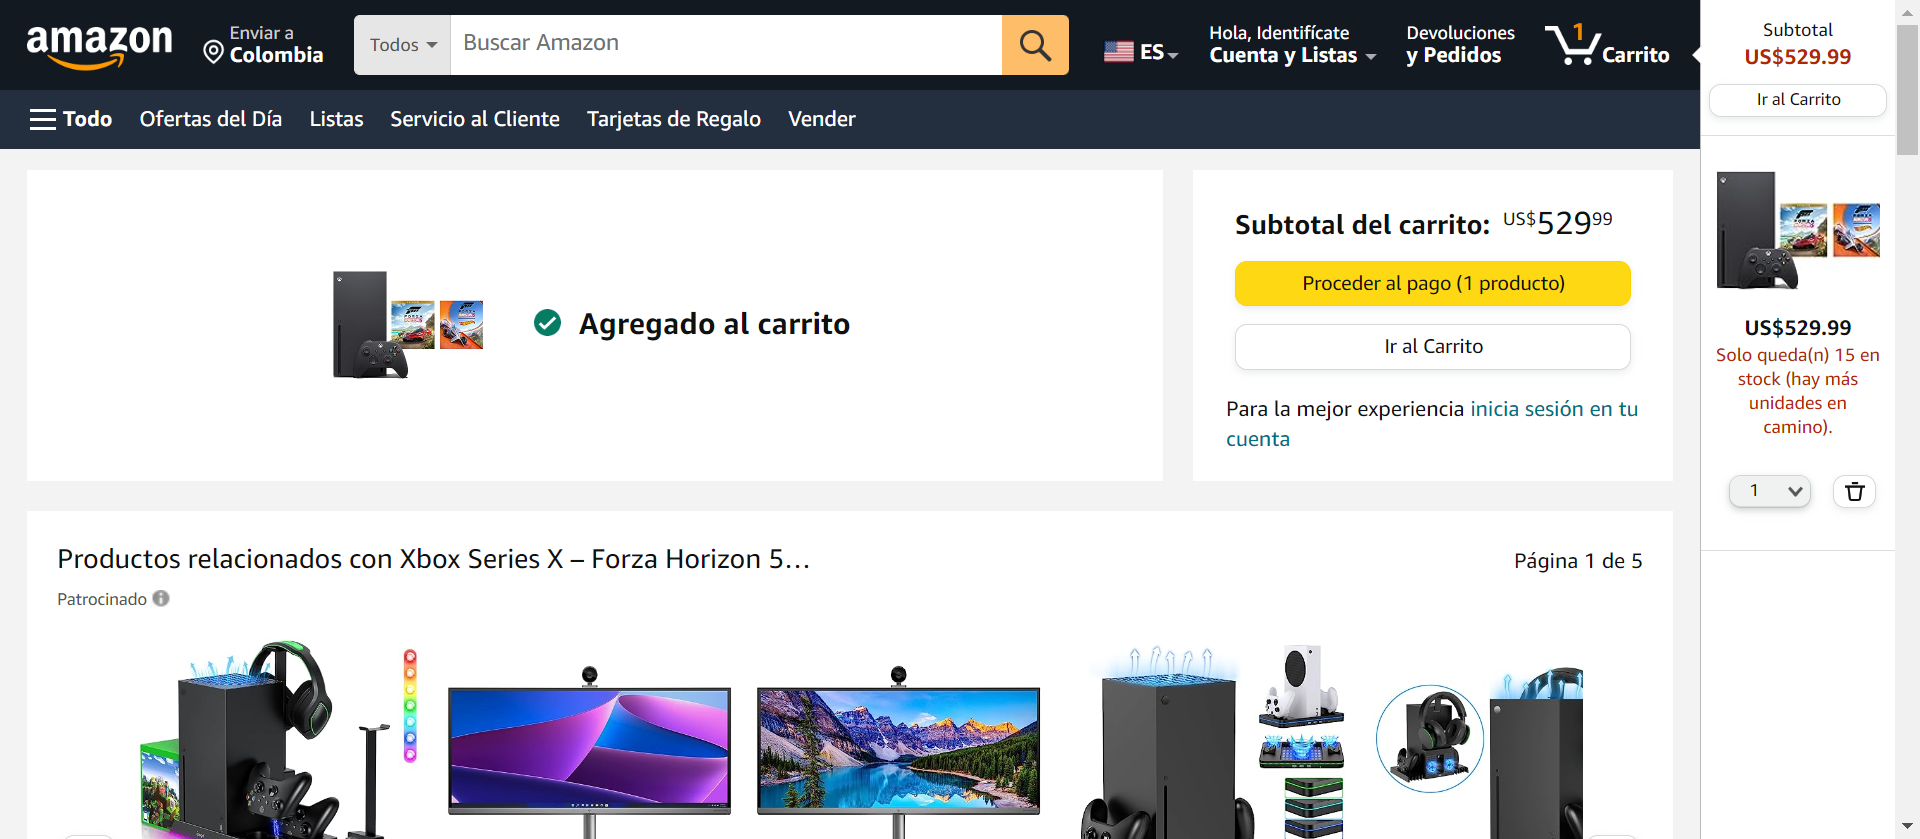 amazon
Enviar a
Colombia
Todos
Buscar Amazon
ES
Hola, Identifícate
Cuenta y Listas
Devoluciones
y Pedidos
1
Carrito
Subtotal
US$529.99
Ir al Carrito
Todo
Ofertas del Día
Listas
Servicio al Cliente
Tarjetas de Regalo
Vender
Agregado al carrito
Subtotal del carrito: US$52999
Proceder al pago (1 producto)
Ir al Carrito
Para la mejor experiencia inicia sesión en tu
cuenta
US$529.99
Solo queda(n) 15 en
stock (hay más
unidades en
camino).
1
Productos relacionados con Xbox Series X – Forza Horizon 5…
Página 1 de 5
Patrocinado